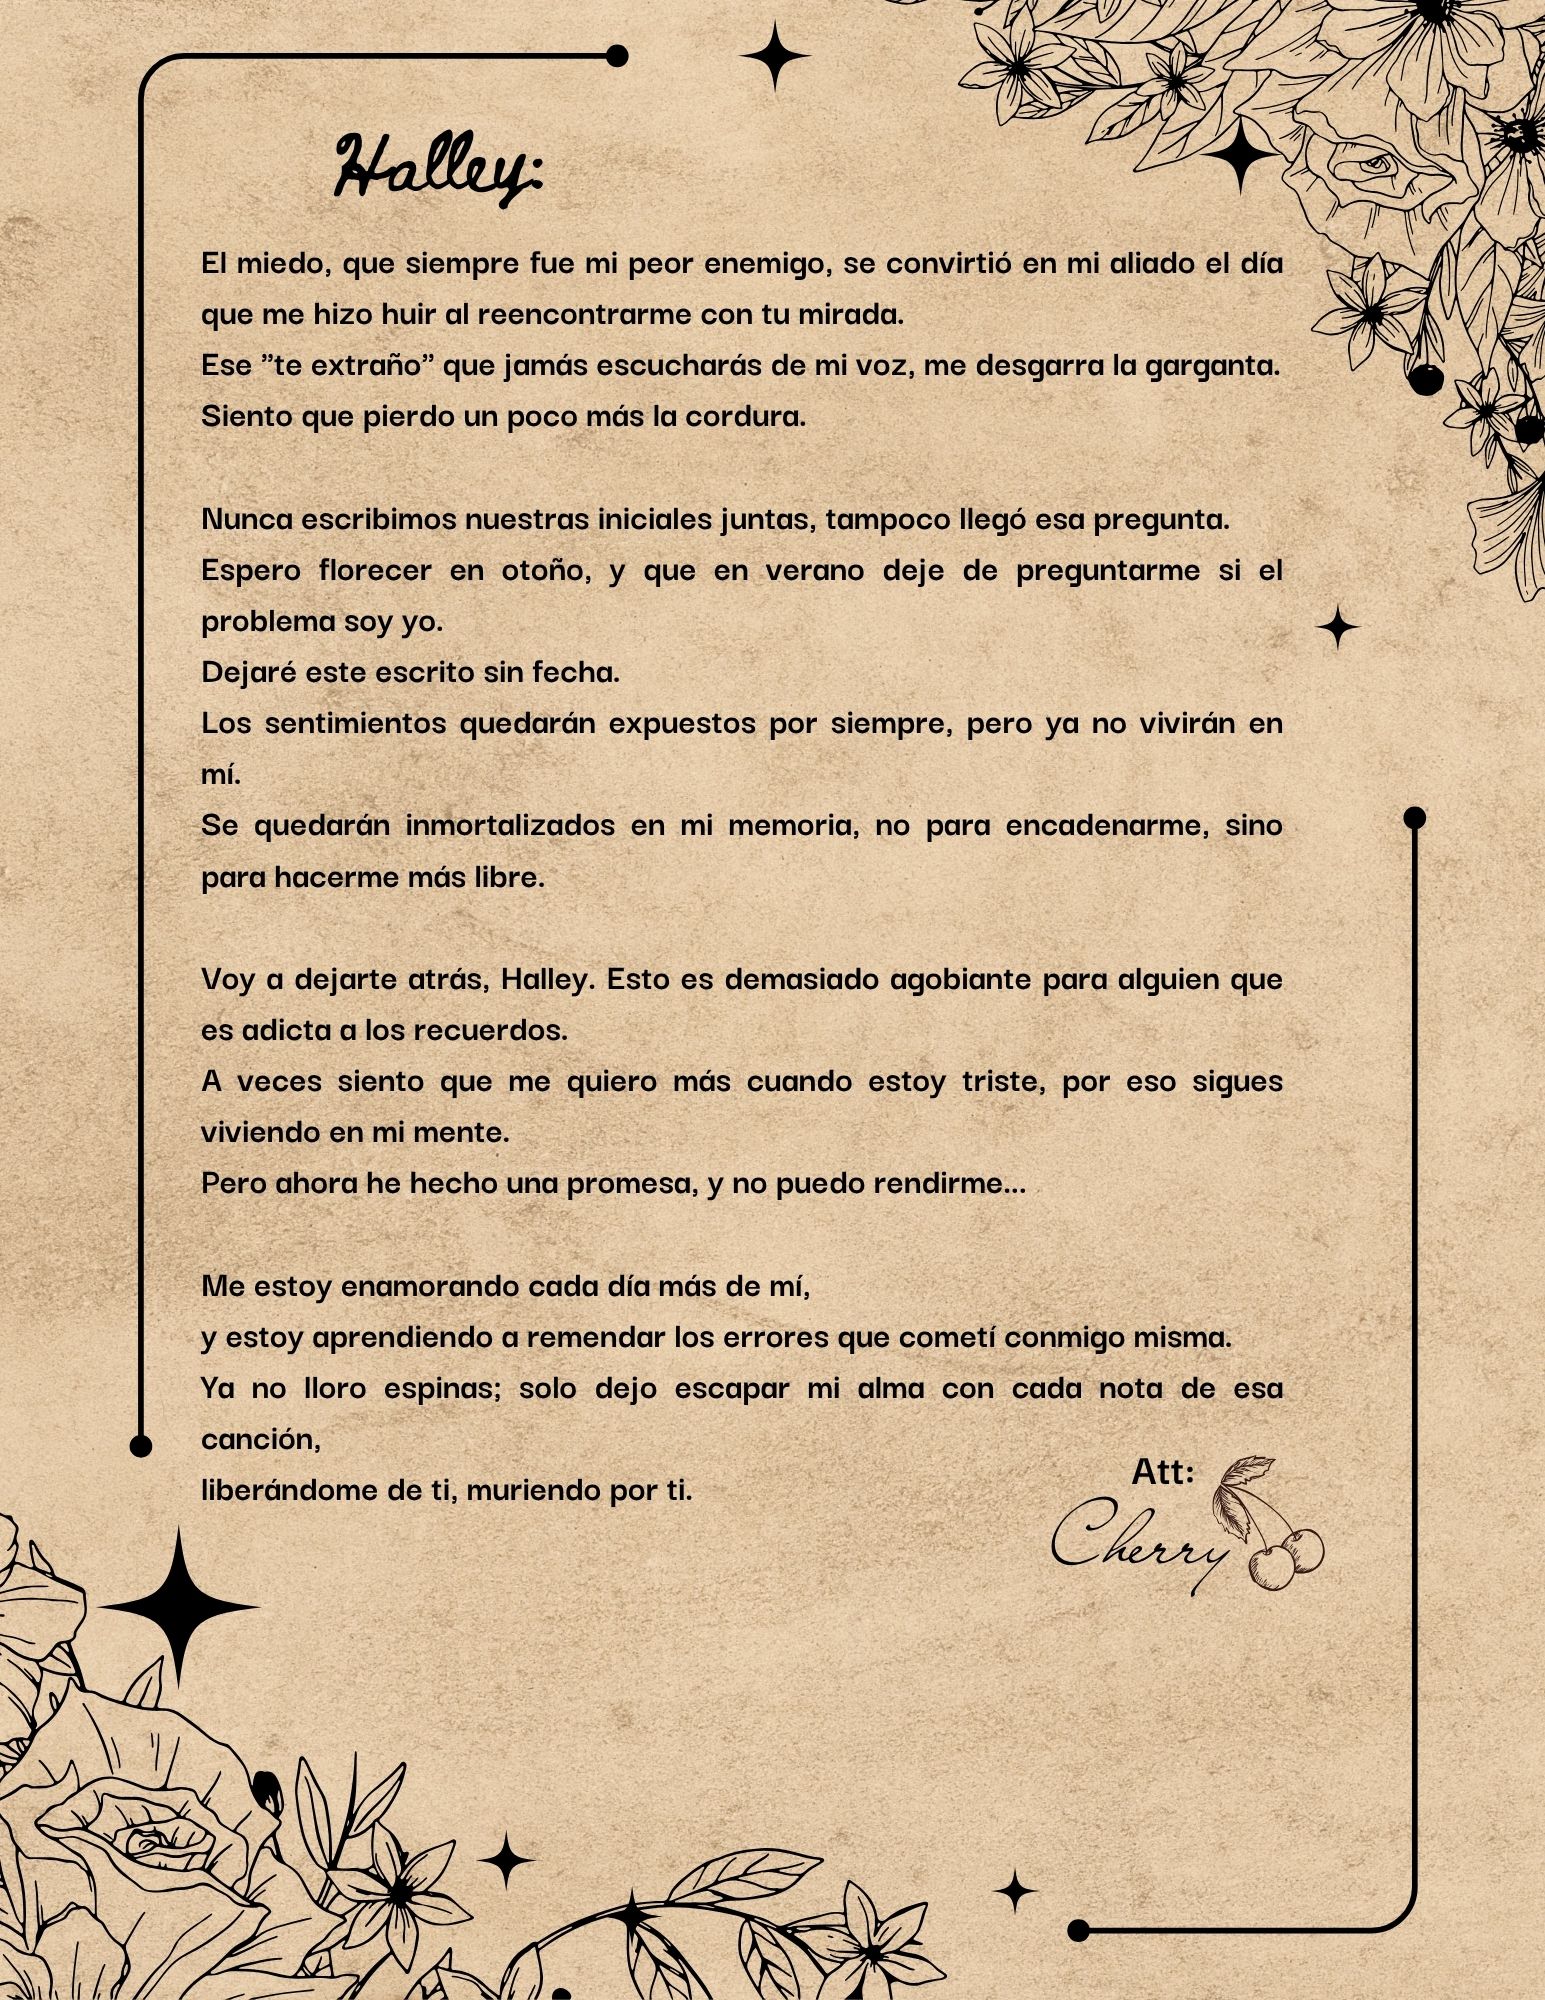 Halley:
El miedo, que siempre fue mi peor enemigo, se convirtió en mi aliado el día
que me hizo huir al reencontrarme con tu mirada.
Ese ”te extraño” que jamás escucharás de mi voz, me desgarra la garganta.
Siento que pierdo un poco más la cordura.
Nunca escribimos nuestras iniciales juntas, tampoco llegó esa pregunta.
Espero florecer en otoño, y que en verano deje de preguntarme si el
problema soy yo.
Dejaré este escrito sin fecha.
Los sentimientos quedarán expuestos por siempre, pero ya no vivirán en
mí.
Se quedarán inmortalizados en mi memoria, no para encadenarme, sino
para hacerme más libre.
Voy a dejarte atrás, Halley. Esto es demasiado agobiante para alguien que
es adicta a los recuerdos.
A veces siento que me quiero más cuando estoy triste, por eso sigues
viviendo en mi mente.
Pero ahora he hecho una promesa, y no puedo rendirme...
Me estoy enamorando cada día más de mí,
y estoy aprendiendo a remendar los errores que cometí conmigo misma.
Ya no lloro espinas; solo dejo escapar mi alma con cada nota de esa
canción,
liberándome de ti, muriendo por ti.
Att:
Cherry